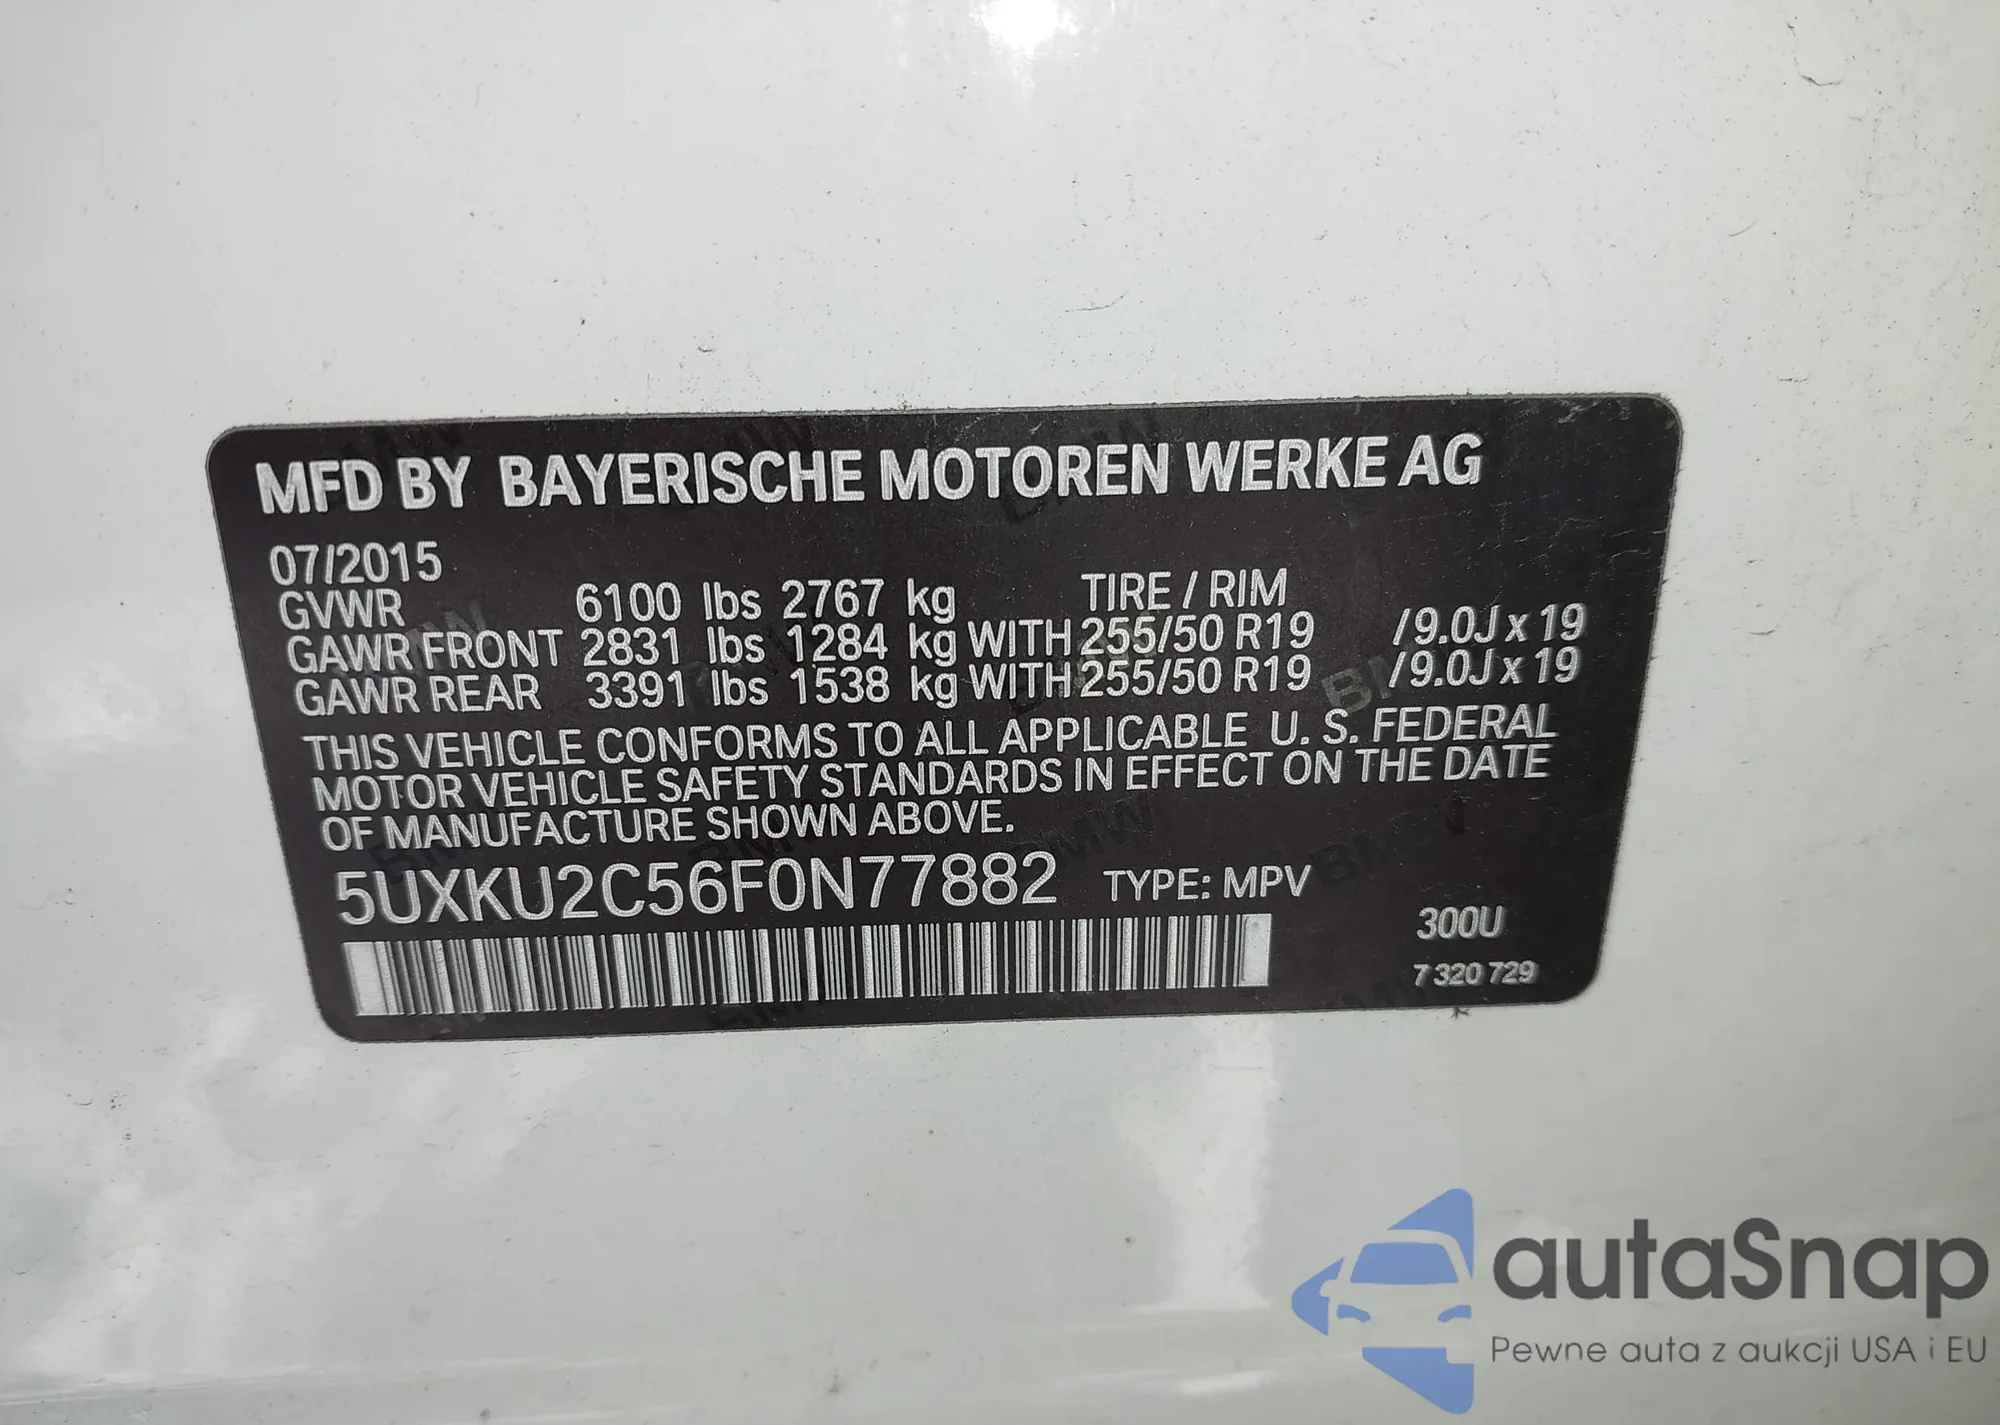 MFD BY BAYERISCHE MOTOREN WERKE AG
07/2015
GVWR 6100 lbs 2767 kg TIRE / RIM
GAWR FRONT 2831 lbs 1284 kg WITH 255/50 R19 /9.0J x 19
GAWR REAR 3391 lbs 1538 kg WITH 255/50 R19 /9.0J x 19
THIS VEHICLE CONFORMS TO ALL APPLICABLE U. S. FEDERAL
MOTOR VEHICLE SAFETY STANDARDS IN EFFECT ON THE DATE
OF MANUFACTURE SHOWN ABOVE.
5UXKU2C56F0N77882 TYPE: MPV
300U
7 320 729
autaSnap
Pewne auta z aukcji USA i EU